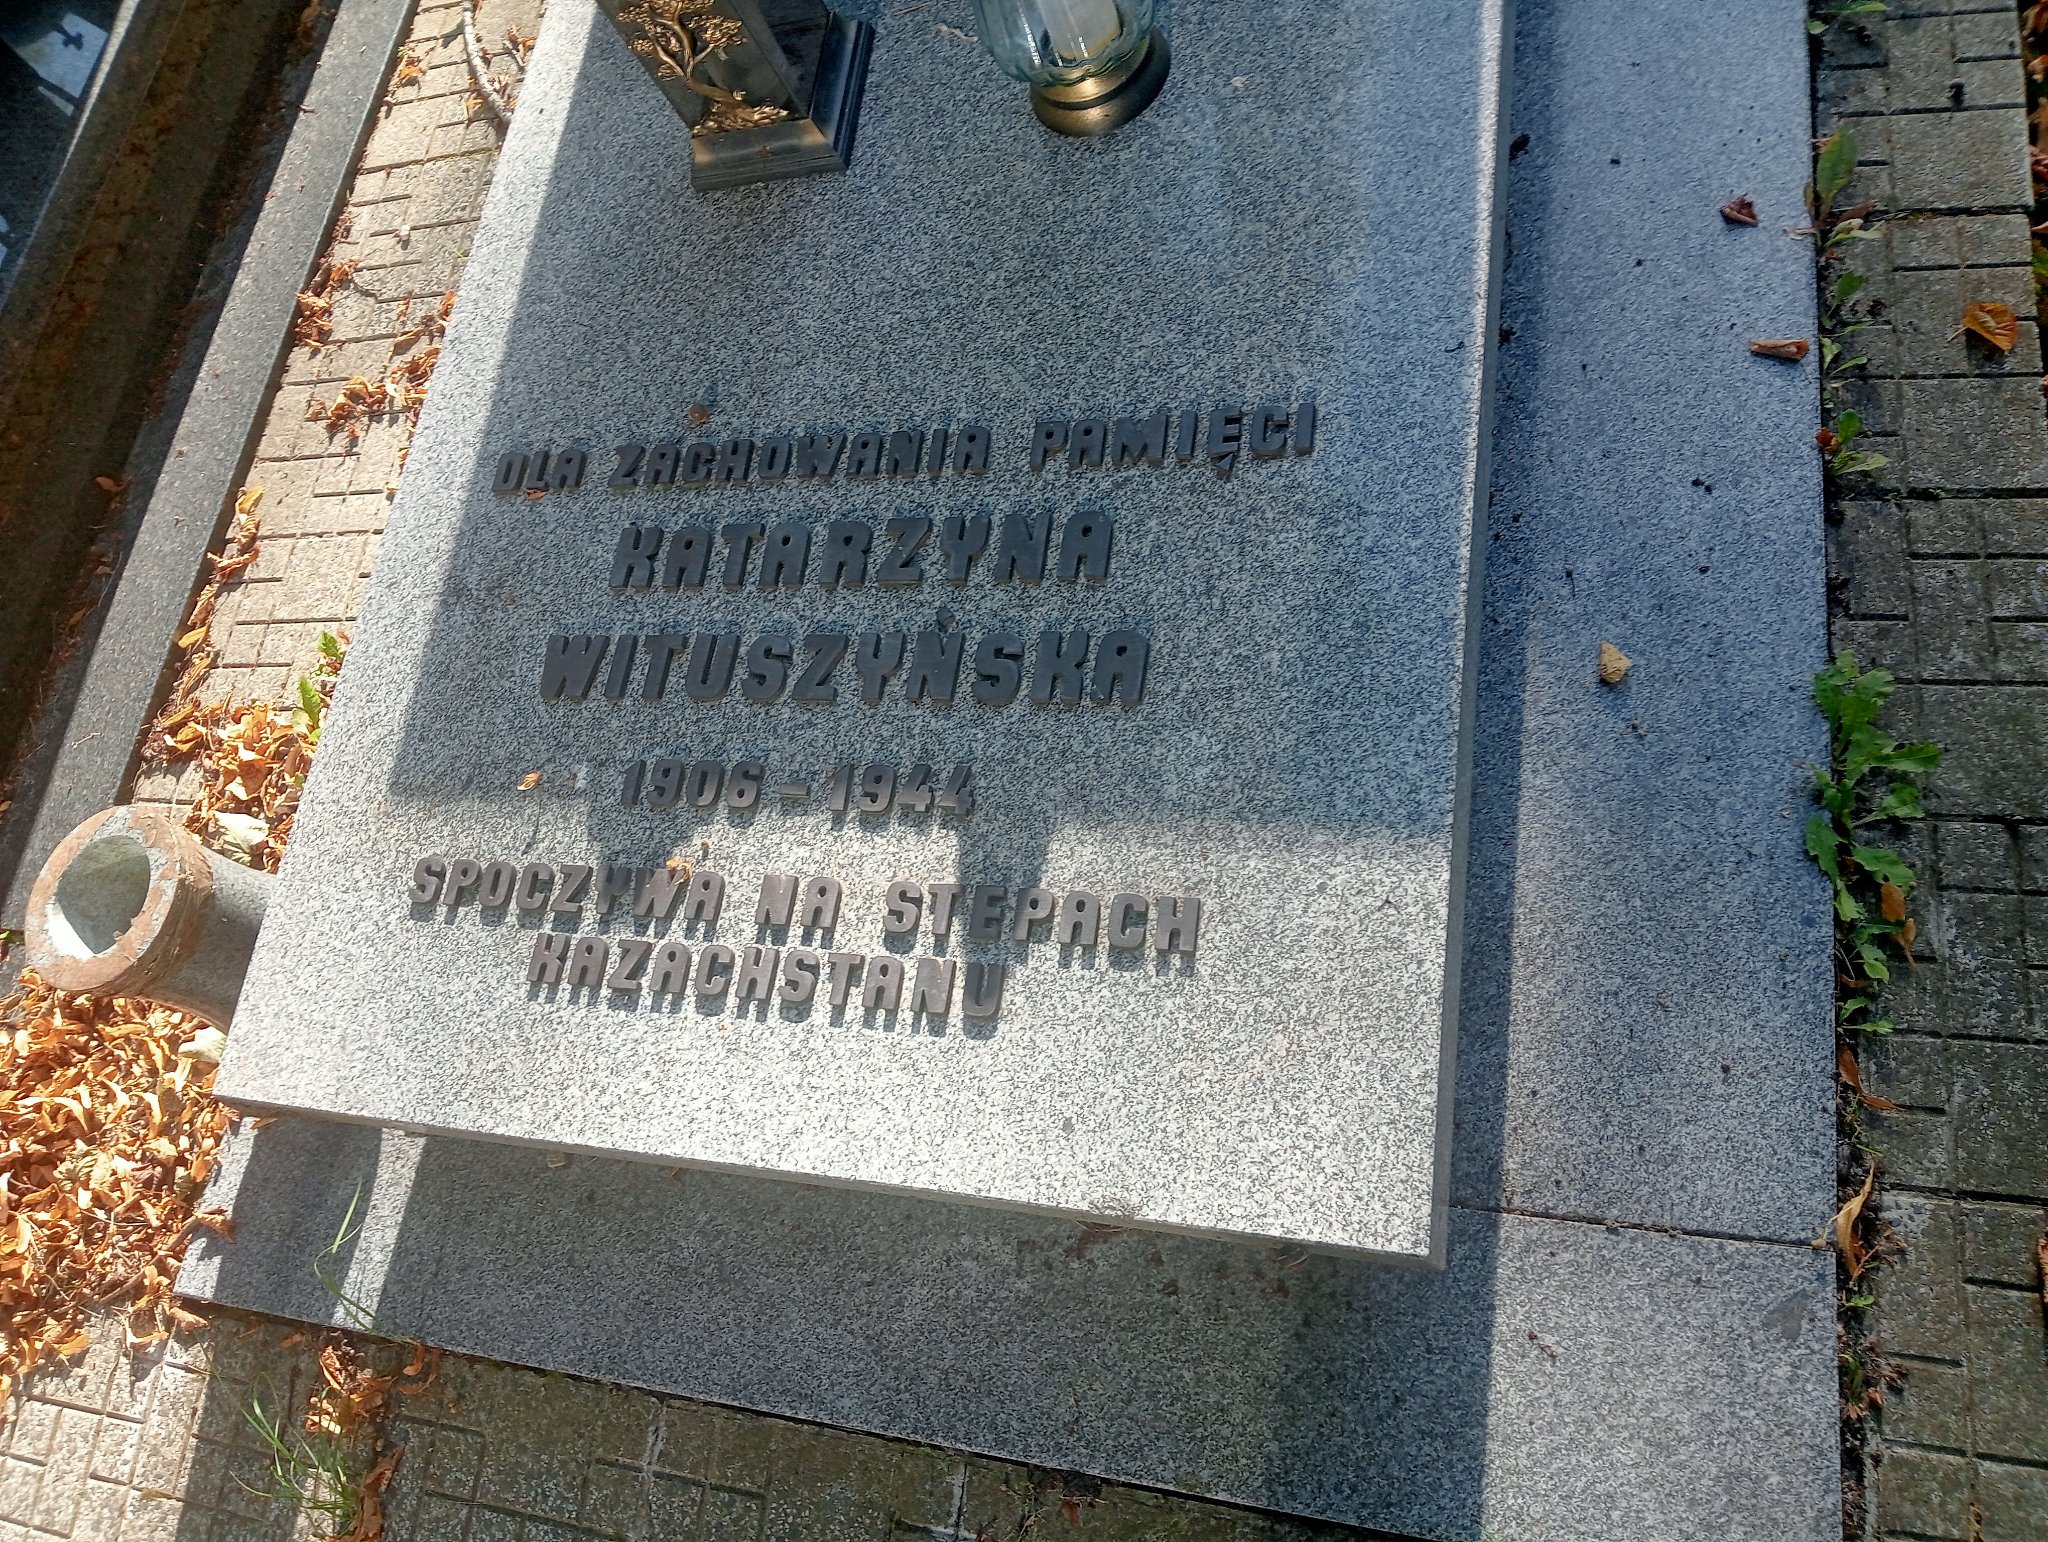 DLA ZACHOWANIA PAMIĘCI
KATARZYNA
WITUSZYŃSKA
1906 - 1944
SPOCZYWA NA STEPACH
KAZACHSTANU